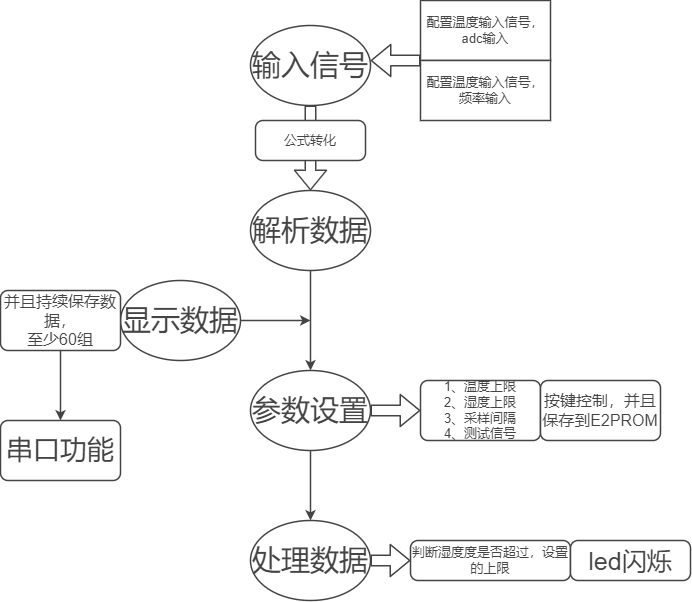 配置温度输入信号,
adc输入
输入信号
配置温度输入信号,
频率输入
公式转化
解析数据
并且持续保存数
据,
至少60组
显示数据
参数设置
1、温度上限
2、湿度上限
3、采样间隔
4、测试信号
按键控制,并且
保存到E2PROM
串口功能
处理数据
判断湿度度是否超过,设置
的上限
led闪烁